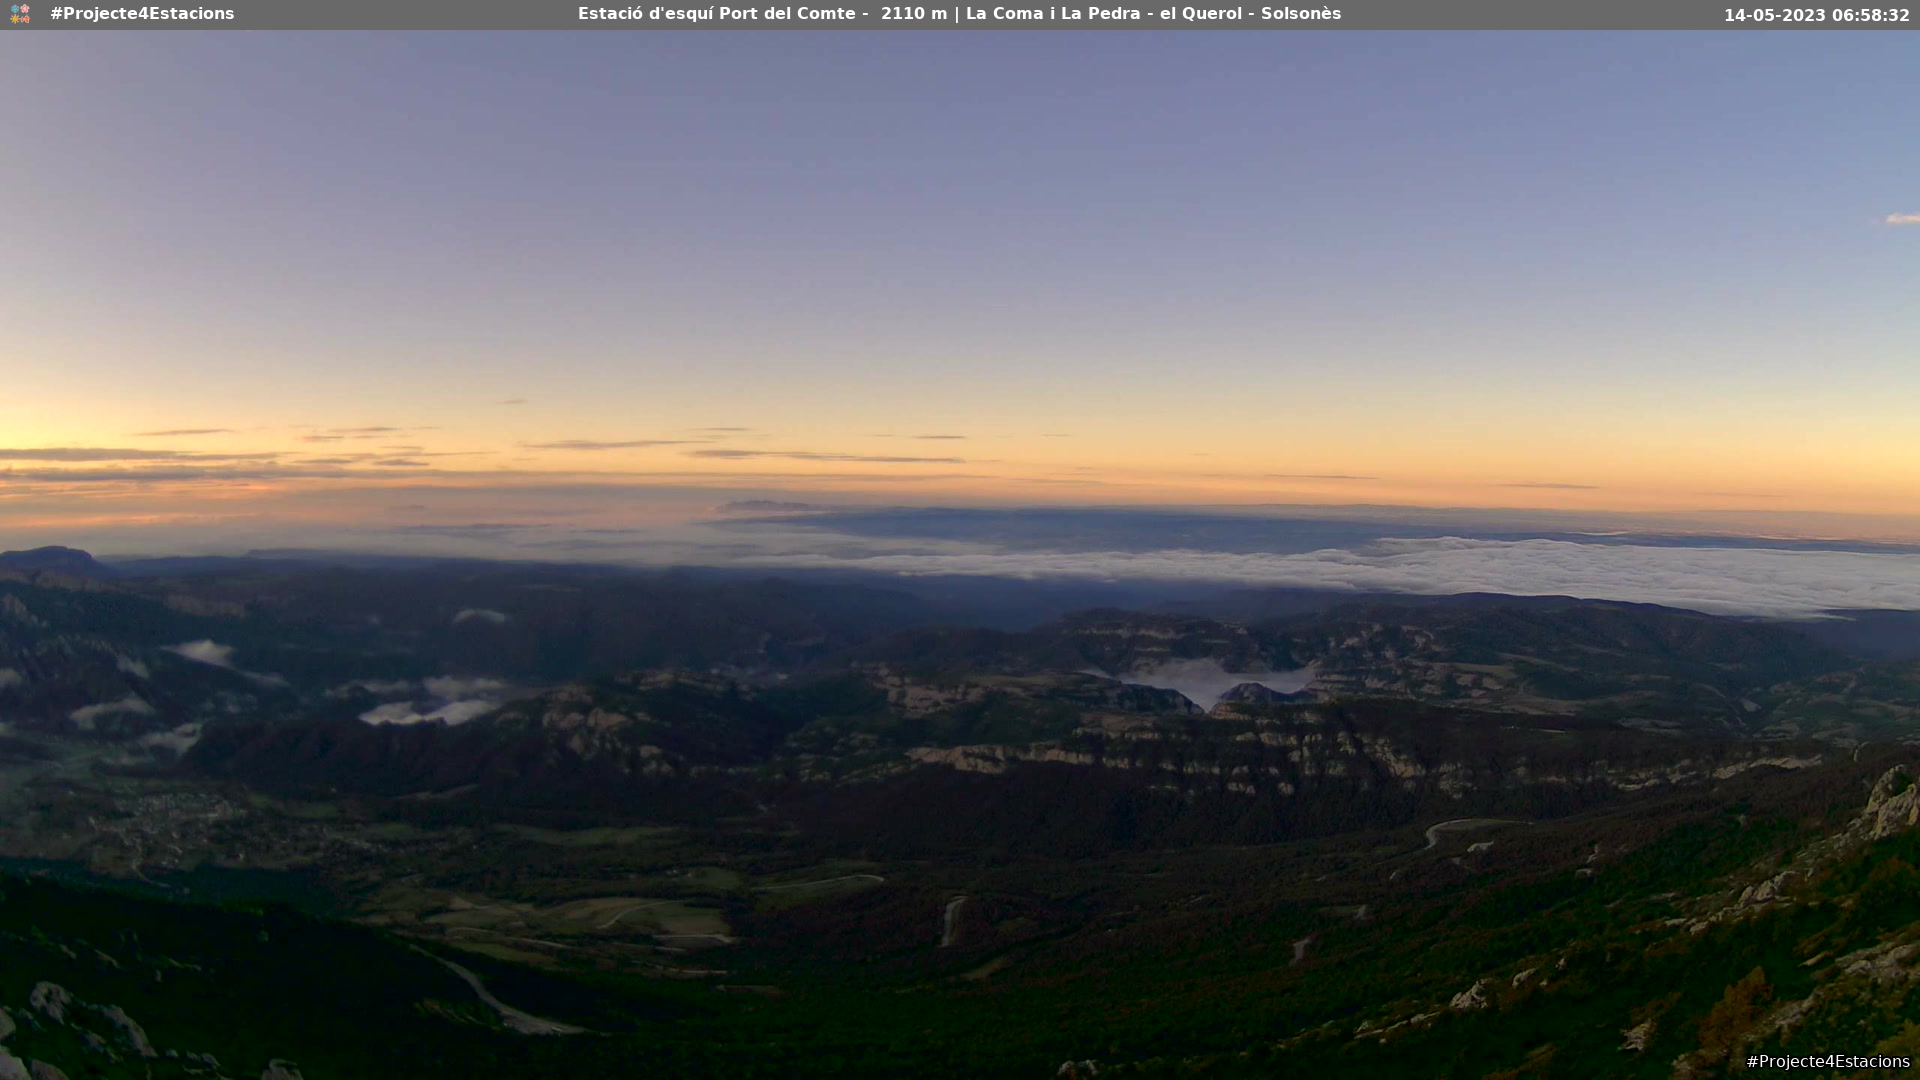 #Projecte4Estacions
Estació d'esquí Port del Comte -  2110 m | La Coma i La Pedra - el Querol - Solsonès
14-05-2023 06:58:32
#Projecte4Estacions